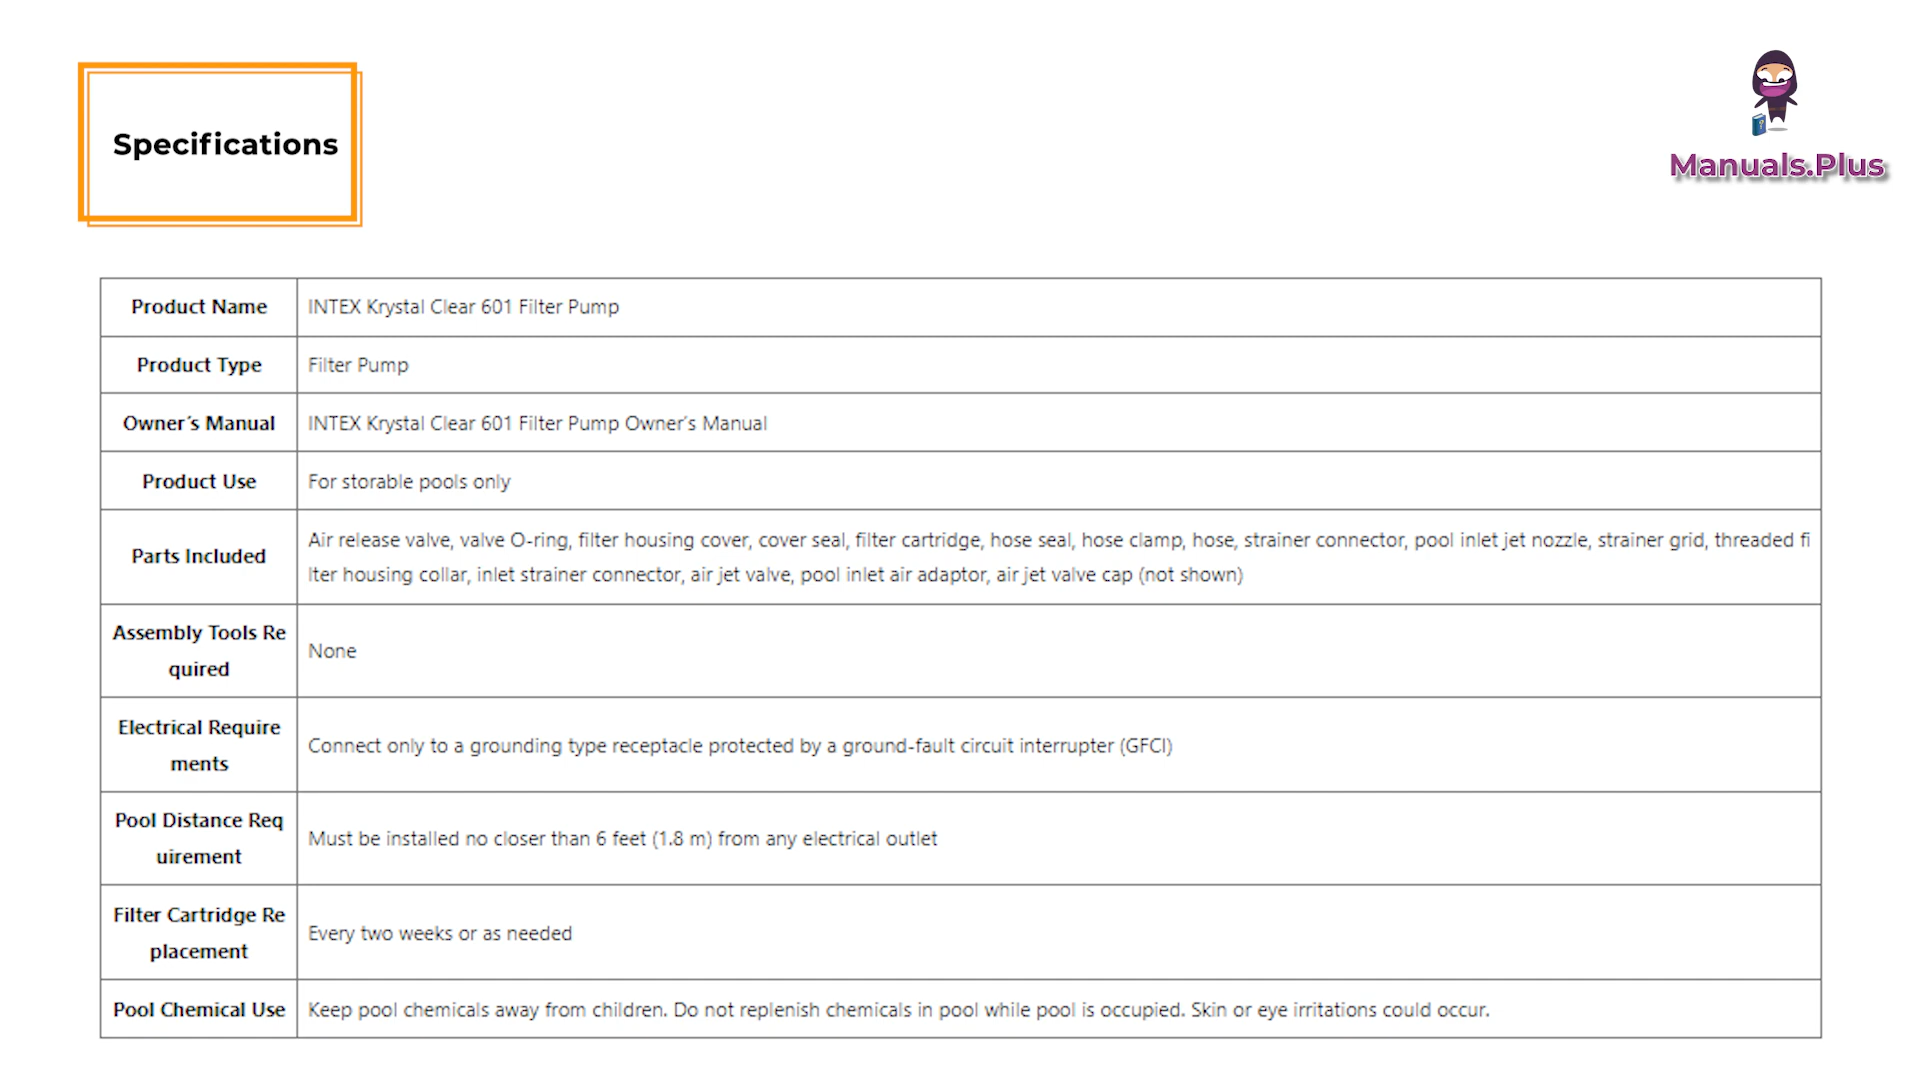 Specifications
Manuals.Plus
Product Name INTEX Krystal Clear 601 Filter Pump
Product Type Filter Pump
Owner’s Manual INTEX Krystal Clear 601 Filter Pump Owner’s Manual
Product Use For storable pools only
Parts Included
Air release valve, valve O-ring, filter housing cover, cover seal, filter cartridge, hose seal, hose clamp, hose, strainer connector, pool inlet jet nozzle, strainer grid, threaded fi
lter housing collar, inlet strainer connector, air jet valve, pool inlet air adaptor, air jet valve cap (not shown)
Assembly Tools Re
quired
None
Electrical Require
ments
Connect only to a grounding type receptacle protected by a ground-fault circuit interrupter (GFCI)
Pool Distance Req
uirement
Must be installed no closer than 6 feet (1.8 m) from any electrical outlet
Filter Cartridge Re
placement
Every two weeks or as needed
Pool Chemical Use Keep pool chemicals away from children. Do not replenish chemicals in pool while pool is occupied. Skin or eye irritations could occur.